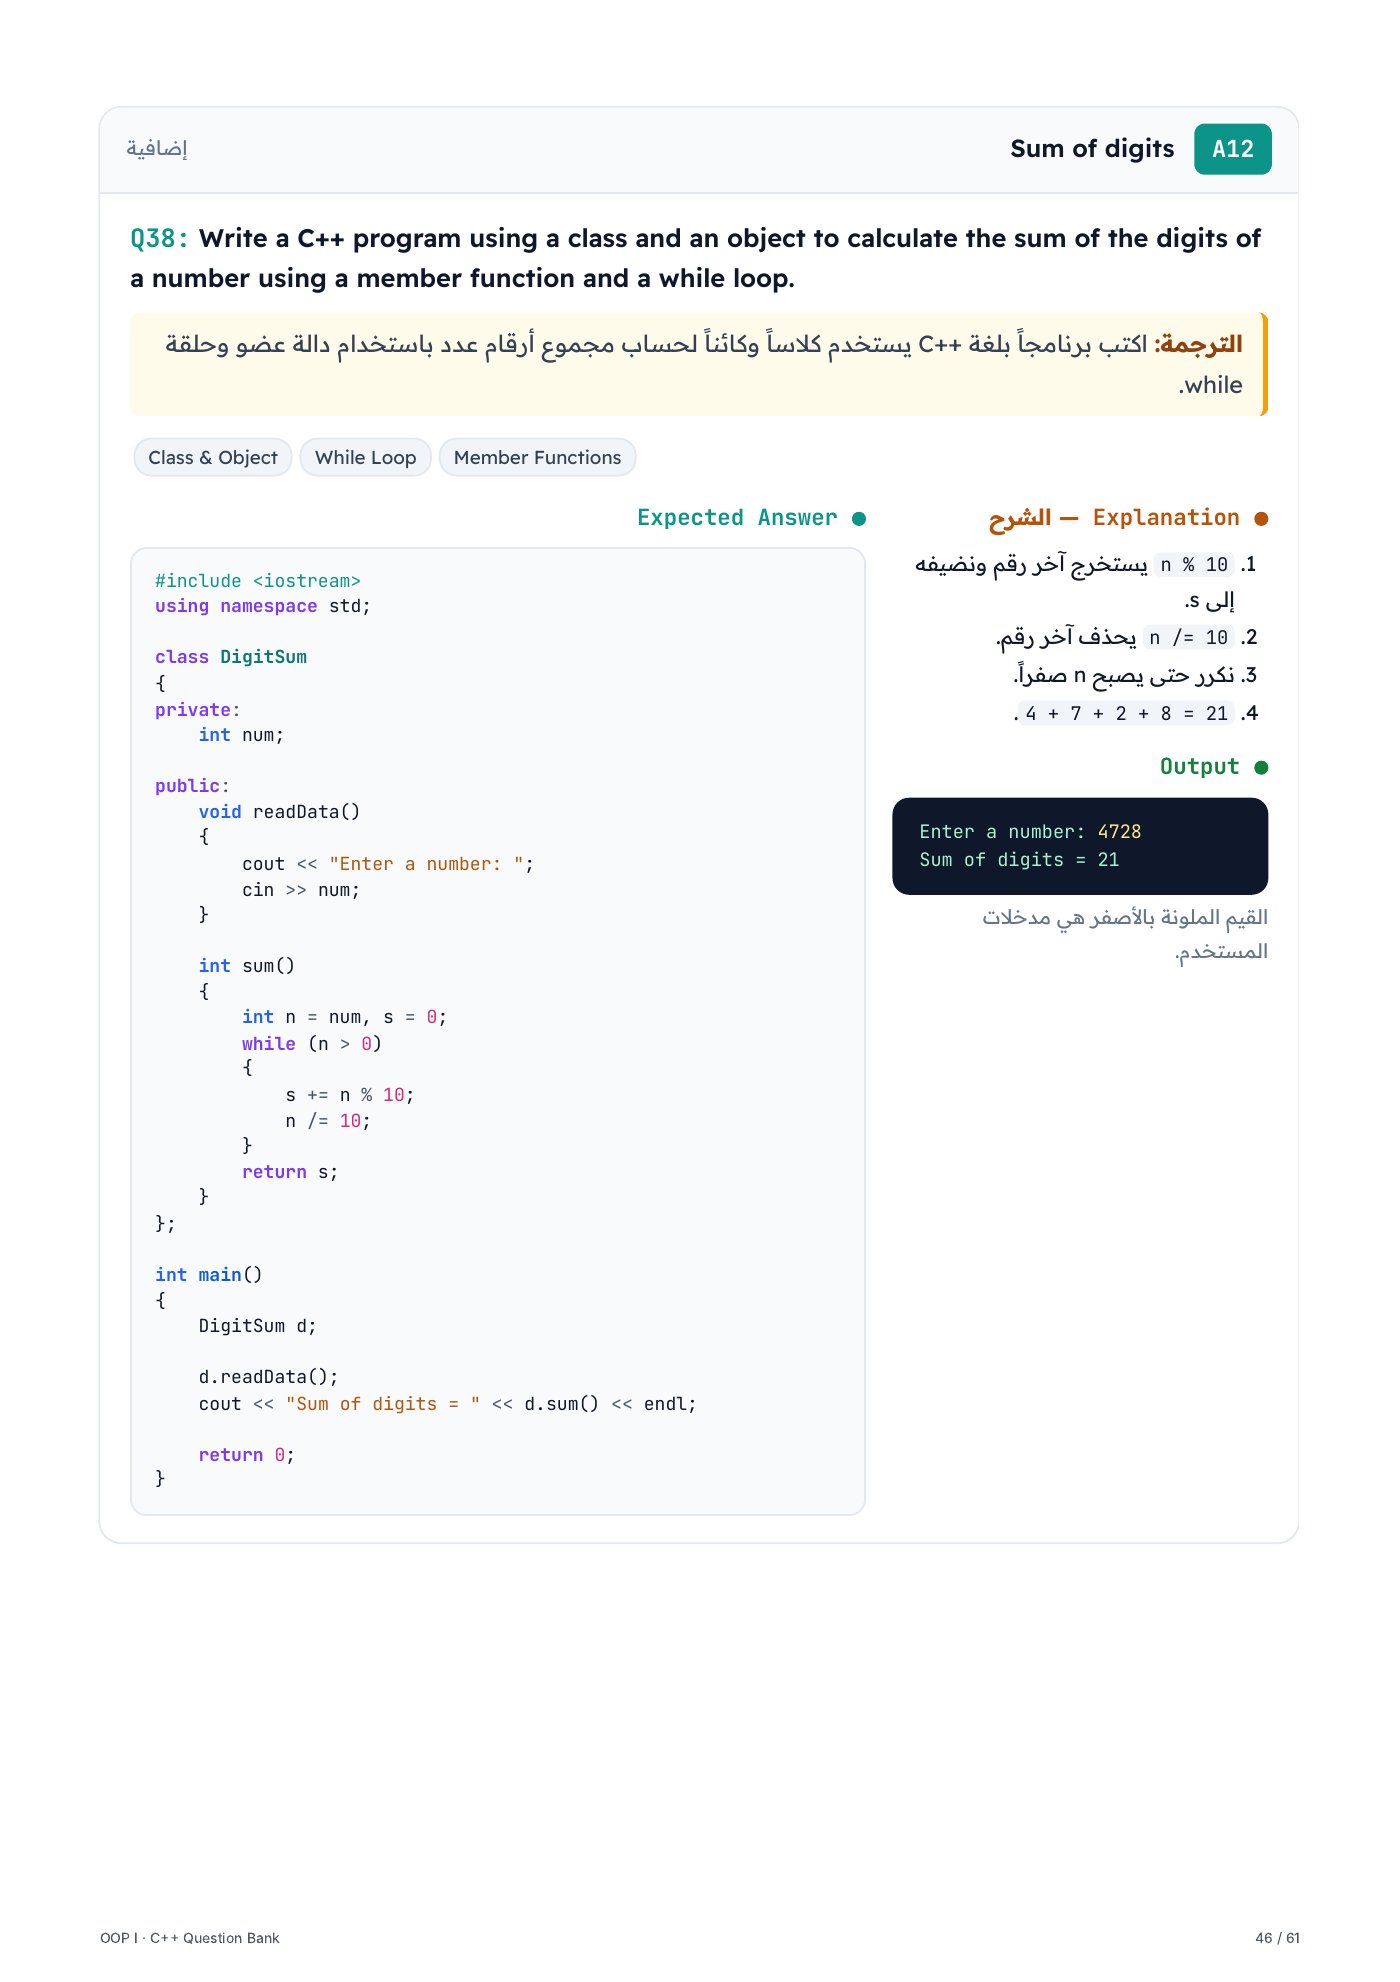 A12 Sum of digits
إضافية
Q38: Write a C++ program using a class and an object to calculate the sum of the digits of
a number using a member function and a while loop.
الترجمة: اكتب برنامجاً بلغة C++ يستخدم كلاساً وكائناً لحساب مجموع أرقام عدد باستخدام دالة عضو وحلقة
while.
Class & Object
While Loop
Member Functions
Explanation — الشرح
1. n % 10 يستخرج آخر رقم ونضيفه
إلى s.
2. n /= 10 يحذف آخر رقم.
3. نكرر حتى يصبح n صفراً.
4. 4 + 7 + 2 + 8 = 21.
Output
Enter a number: 4728
Sum of digits = 21
القيم الملونة بالأصفر هي مدخلات
المستخدم.
Expected Answer
#include <iostream>
using namespace std;

class DigitSum
{
private:
    int num;

public:
    void readData()
    {
        cout << "Enter a number: ";
        cin >> num;
    }

    int sum()
    {
        int n = num, s = 0;
        while (n > 0)
        {
            s += n % 10;
            n /= 10;
        }
        return s;
    }
};

int main()
{
    DigitSum d;

    d.readData();
    cout << "Sum of digits = " << d.sum() << endl;

    return 0;
}
OOP I · C++ Question Bank
46 / 61